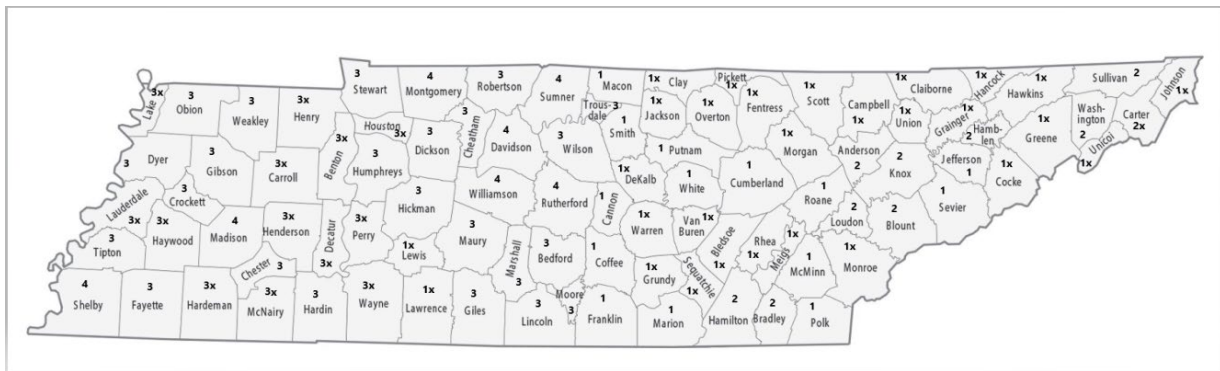 3x
Lake
3
Obion
3
Weakley
3x
Henry
3
Stewart
4
Montgomery
3
Robertson
4
Sumner
1
Macon
Trous-
dale
3
1x
Clay
Pickett
1x
1x
Fentress
1x
Scott
Campbell
1x
1x
Claiborne
1x
Hancock
1x
Hawkins
Sullivan 2
Johnson
1x
3
Dyer
3
Gibson
3x
Carroll
3x
Benton
Houston
3x
3
Humphreys
3
Dickson
3
Cheatham
4
Davidson
3
Wilson
1
Smith
1x
Jackson
1x
Overton
1
Putnam
1x
Morgan
Anderson
2
1x
Union
1x
Grainger
2
Hamb-
len
1x
Greene
Wash-
ington
2
Carter
2x
Unicoi
1x
Lauderdale
3x
3
Crockett
3x
Haywood
4
Madison
3x
Henderson
Decatur
3x
3x
Perry
3
Hickman
4
Williamson
4
Rutherford
1
Cannon
1x
DeKalb
1
White
1
Cumberland
1
Roane
2
Loudon
2
Knox
2
Blount
Jefferson
1
1
Sevier
1x
Cocke
3
Tipton
Chester
3
1x
Lewis
3
Maury
Marshall
3
3
Bedford
1
Coffee
1x
Warren
Van
Buren
1x
Bledsoe
1x
Rhea
1x
1x
Meigs
1
McMinn
1x
Monroe
4
Shelby
3
Fayette
3x
Hardeman
3x
McNairy
3
Hardin
3x
Wayne
1x
Lawrence
3
Giles
3
Lincoln
Moore
3
1
Franklin
1x
Grundy
Sequatchie
1x
1
Marion
2
Hamilton
2
Bradley
1
Polk